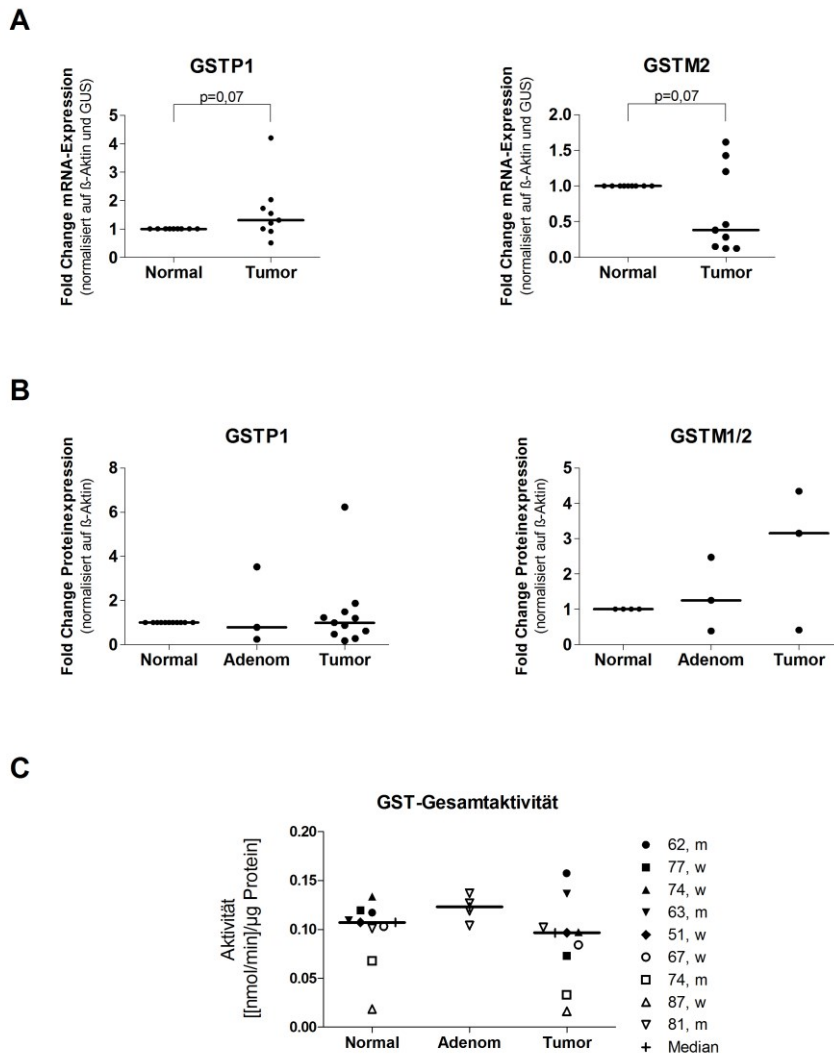 A
GSTP1
p=0,07
Fold Change mRNA-Expression
(normalisiert auf ß-Aktin und GUS)
5
4
3
2
1
0
Normal Tumor
GSTM2
p=0,07
Fold Change mRNA-Expression
(normalisiert auf ß-Aktin und GUS)
2.0
1.5
1.0
0.5
0.0
Normal Tumor
B
GSTP1
Fold Change Proteinexpression
(normalisiert auf ß-Aktin)
8
6
4
2
0
Normal Adenom Tumor
GSTM1/2
Fold Change Proteinexpression
(normalisiert auf ß-Aktin)
5
4
3
2
1
0
Normal Adenom Tumor
C
GST-Gesamtaktivität
Aktivität
[[nmol/min]/µg Protein]
0.20
0.15
0.10
0.05
0.00
Normal Adenom Tumor
62, m
77, w
74, w
63, m
51, w
67, w
74, m
87, w
81, m
Median